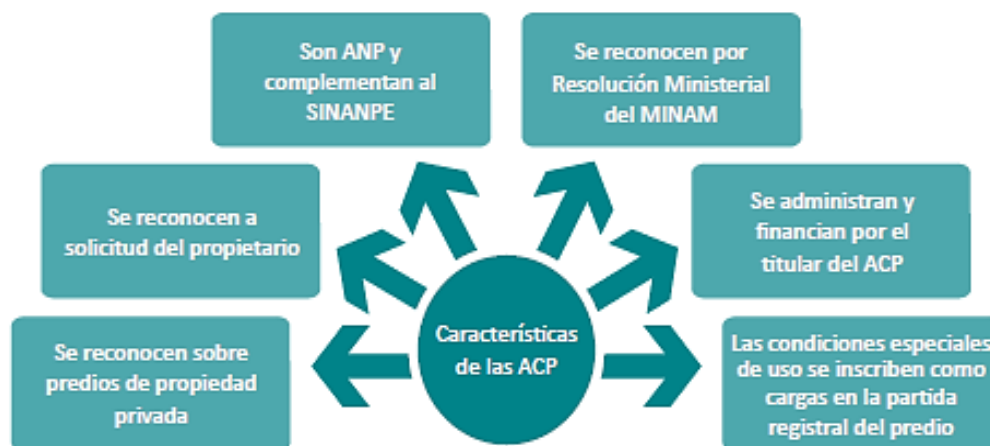 Son ANP y
complementan al
SINANPE
Se reconocen por
Resolución Ministerial
del MINAM
Se reconocen a
solicitud del propietario
Se administran y
financian por el
titular del ACP
Se reconocen sobre
predios de propiedad
privada
Características
de las ACP
Las condiciones especiales
de uso se inscriben como
cargas en la partida
registral del predio